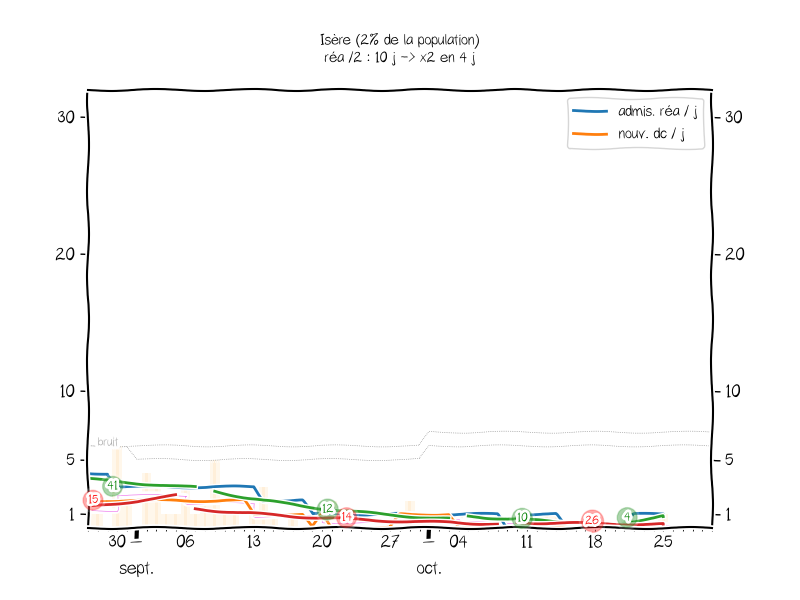 Isère (2% de la population)
réa /2 : 10 j -> x2 en 4 j
admis. réa / j
nouv. dc / j
30
30
20
20
10
10
bruit
5
5
41
15
12
14
10
26
4
1
1
30 06 13 20 27 04 11 18 25
sept. oct.